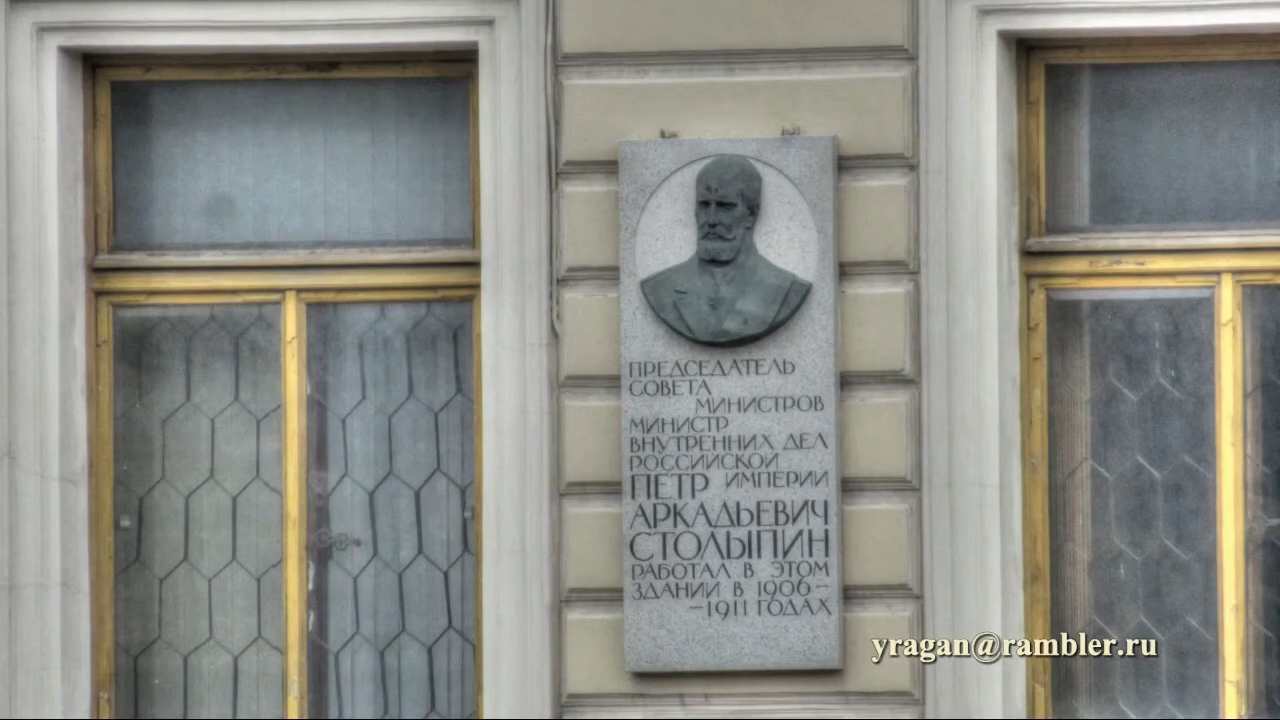 ПРЕДСЕДАТЕЛЬ
СОВЕТА
МИНИСТРОВ
МИНИСТР
ВНУТРЕННИХ ДЕЛ
РОССИЙСКОЙ
ПЕТР ИМПЕРИИ
АРКАДЬЕВИЧ
СТОЛЫПИН
РАБОТАЛ В ЭТОМ
ЗДАНИИ В 1906–
–1911 ГОДАХ
yragan@rambler.ru